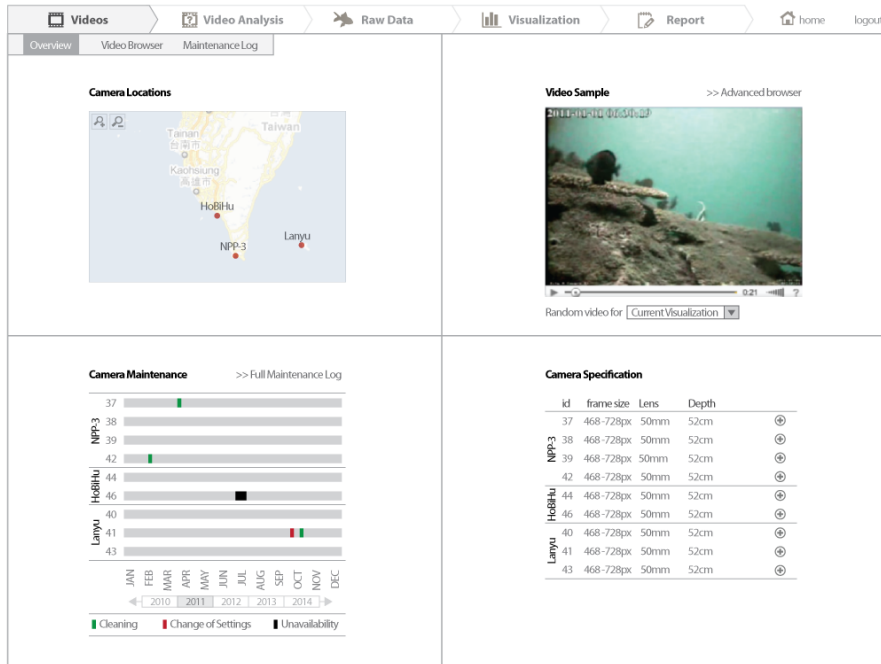 Videos
Video Analysis
Raw Data
Visualization
Report
home
logout
Overview
Video Browser
Maintenance Log
Camera Locations
Tainan
台南市
Taiwan
Kaohsiung
高雄市
HoBiHu
Lanyu
NPP-3
Video Sample >> Advanced browser
0:21 ?
Random video for Current Visualization
Camera Maintenance >> Full Maintenance Log
NPP-3
37
38
39
42
HoBiHu
44
46
Lanyu
40
41
43
JAN FEB MAR APR MAY JUN JUL AUG SEP OCT NOV DEC
2010 2011 2012 2013 2014
Cleaning Change of Settings Unavailability
Camera Specification
id frame size Lens Depth
NPP-3
37 468-728px 50mm 52cm
38 468-728px 50mm 52cm
39 468-728px 50mm 52cm
42 468-728px 50mm 52cm
HoBiHu
44 468-728px 50mm 52cm
46 468-728px 50mm 52cm
Lanyu
40 468-728px 50mm 52cm
41 468-728px 50mm 52cm
43 468-728px 50mm 52cm